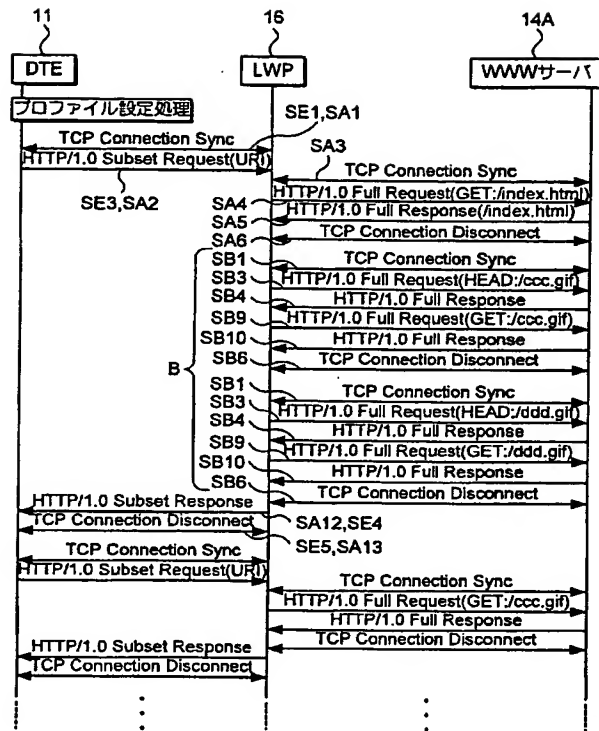 11 16 14A
DTE LWP WWWサーバ
プロファイル設定処理
SE1,SA1
TCP Connection Sync
SA3
HTTP/1.0 Subset Request(URI)
TCP Connection Sync
SE3,SA2
SA4 HTTP/1.0 Full Request(GET:/index.html)
SA5 HTTP/1.0 Full Response(/index.html)
SA6 TCP Connection Disconnect
SB1 TCP Connection Sync
SB3 HTTP/1.0 Full Request(HEAD:/ccc.gif)
SB4 HTTP/1.0 Full Response
SB9 HTTP/1.0 Full Request(GET:/ccc.gif)
SB10 HTTP/1.0 Full Response
B SB6 TCP Connection Disconnect
SB1 TCP Connection Sync
SB3 HTTP/1.0 Full Request(HEAD:/ddd.gif)
SB4 HTTP/1.0 Full Response
SB9 HTTP/1.0 Full Request(GET:/ddd.gif)
SB10 HTTP/1.0 Full Response
SB6 TCP Connection Disconnect
HTTP/1.0 Subset Response
SA12,SE4
TCP Connection Disconnect
SE5,SA13
TCP Connection Sync
HTTP/1.0 Subset Request(URI)
TCP Connection Sync
HTTP/1.0 Full Request(GET:/ccc.gif)
HTTP/1.0 Full Response
HTTP/1.0 Subset Response
TCP Connection Disconnect
TCP Connection Disconnect